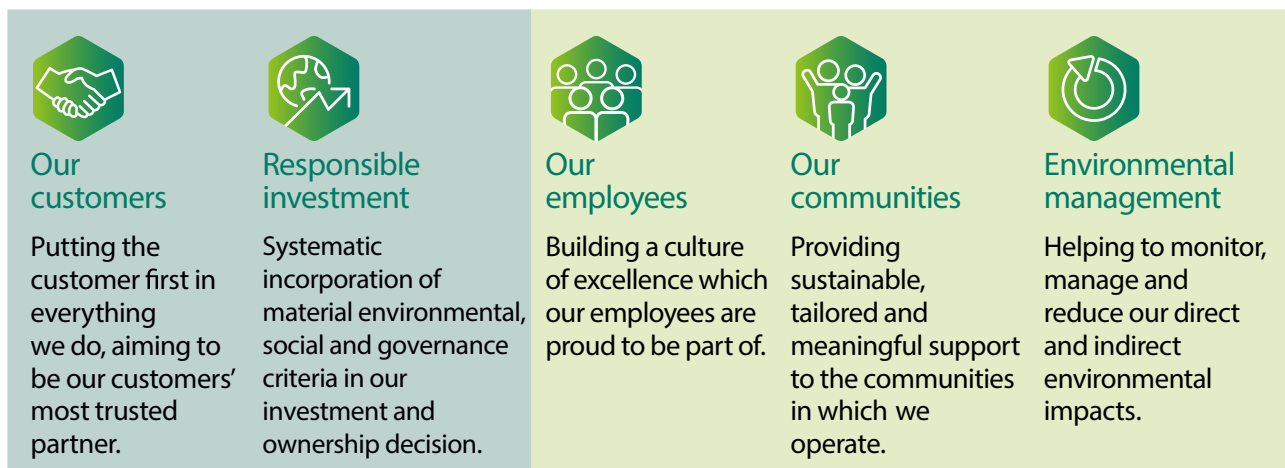 Our
customers
Putting the
customer first in
everything
we do, aiming to
be our customers'
most trusted
partner.
Responsible
investment
Systematic
incorporation of
material environmental,
social and governance
criteria in our
investment and
ownership decision.
Our
employees
Building a culture
of excellence which
our employees are
proud to be part of.
Our
communities
Providing
sustainable,
tailored and
meaningful support
to the communities
in which we
operate.
Environmental
management
Helping to monitor,
manage and
reduce our direct
and indirect
environmental
impacts.